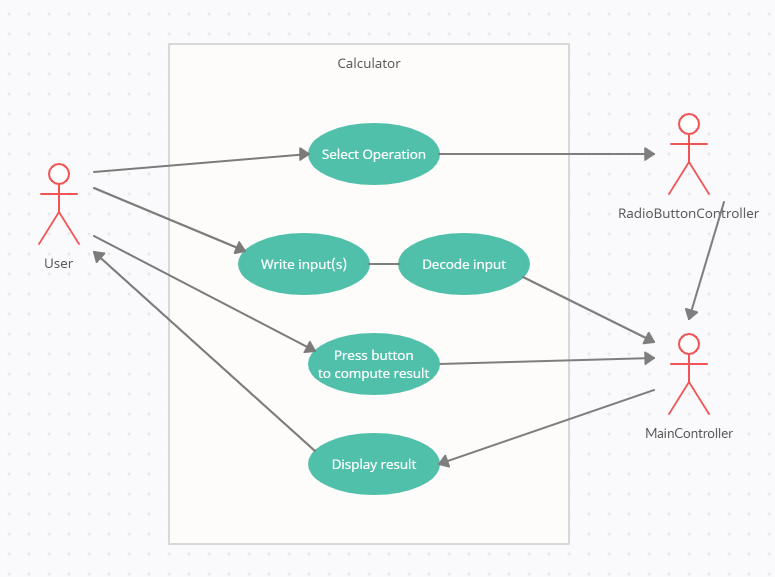 Calculator
Select Operation
User
RadioButtonController
Write input(s)
Decode input
Press button
to compute result
MainController
Display result